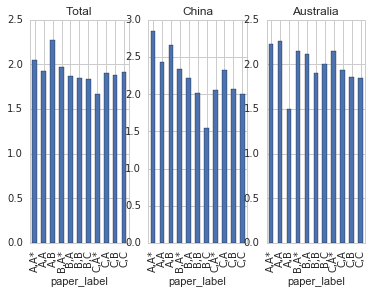 Total
2.5
2.0
1.5
1.0
0.5
0.0
A,A*
A,A
A,B
B,A*
B,A
B,B
B,C
C,A*
C,A
C,B
C,C
paper_label
China
3.0
2.5
2.0
1.5
1.0
0.5
0.0
A,A*
A,A
A,B
B,A*
B,A
B,B
B,C
C,A*
C,A
C,B
C,C
paper_label
Australia
2.5
2.0
1.5
1.0
0.5
0.0
A,A*
A,A
A,B
B,A*
B,A
B,B
B,C
C,A*
C,A
C,B
C,C
paper_label